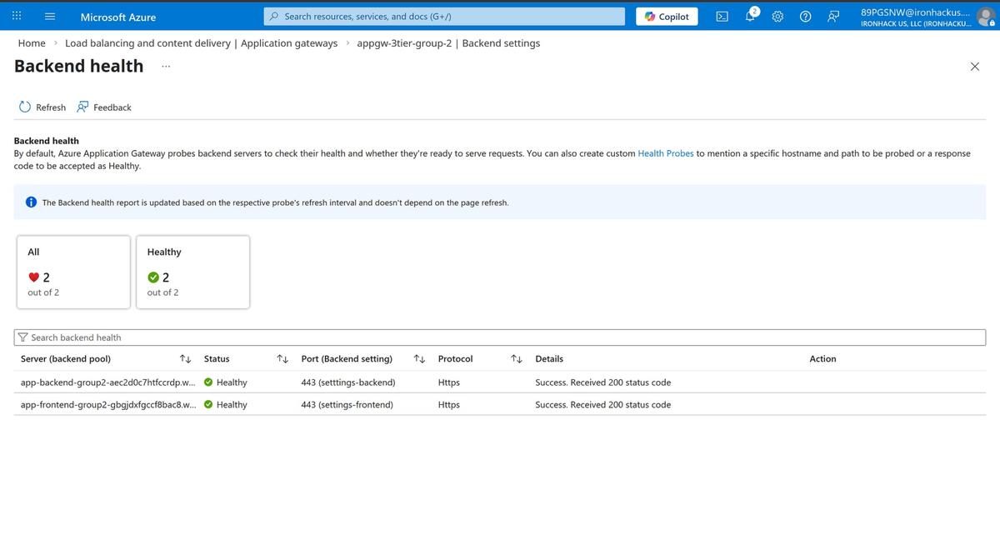 Microsoft Azure
Search resources, services, and docs (G+/)
Copilot
2
89PGSNW@ironhackus....
IRONHACK US, LLC (IRONHACKU...
Home > Load balancing and content delivery | Application gateways > appgw-3tier-group-2 | Backend settings
Backend health ...
Refresh Feedback
Backend health
By default, Azure Application Gateway probes backend servers to check their health and whether they're ready to serve requests. You can also create custom Health Probes to mention a specific hostname and path to be probed or a response
code to be accepted as Healthy.
The Backend health report is updated based on the respective probe's refresh interval and doesn't depend on the page refresh.
All
2
out of 2
Healthy
2
out of 2
Search backend health
Server (backend pool) Status Port (Backend setting) Protocol Details Action
app-backend-group2-aec2d0c7htfccrdp.w... Healthy 443 (setttings-backend) Https Success. Received 200 status code
app-frontend-group2-gbgjdxfgccf8bac8.w... Healthy 443 (settings-frontend) Https Success. Received 200 status code